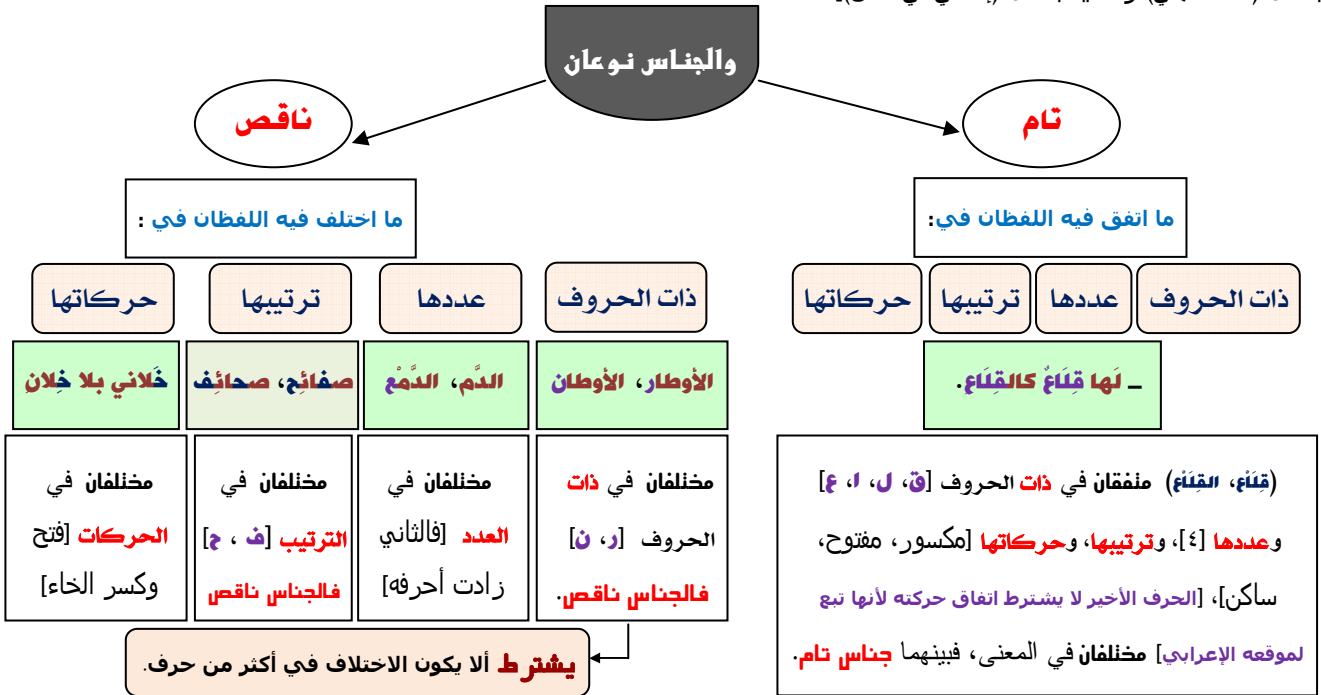 والجناس نوعان
تام
ناقص
ما اتفق فيه اللفظان في:
ذات الحروف
عددها
ترتيبها
حركاتها
ـ لَها قِلَاعٌ كالقِلَاعِ.
(قِلَاع، القِلَاع) متفقان في ذات الحروف [ق، ل، ا، ع]
وعددها [٤]، وترتيبها، وحركاتها [مكسور، مفتوح،
ساكن]، [الحرف الأخير لا يشترط اتفاق حركته لأنها تبع
لموقعه الإعرابي] مختلفان في المعنى، فبينهما جناس تام.
ما اختلف فيه اللفظان في :
ذات الحروف
عددها
ترتيبها
حركاتها
الأوطار، الأوطان
الدَّم، الدَّمْع
صفائِح، صحائِف
خَلاني بلا خِلانِ
مختلفان في ذات
الحروف [ر، ن]
فالجناس ناقص.
مختلفان في
العدد [فالثاني
زادت أحرفه]
مختلفان في
الترتيب [ف ، ح]
فالجناس ناقص
مختلفان في
الحركات [فتح
وكسر الخاء]
يشترط ألا يكون الاختلاف في أكثر من حرف.